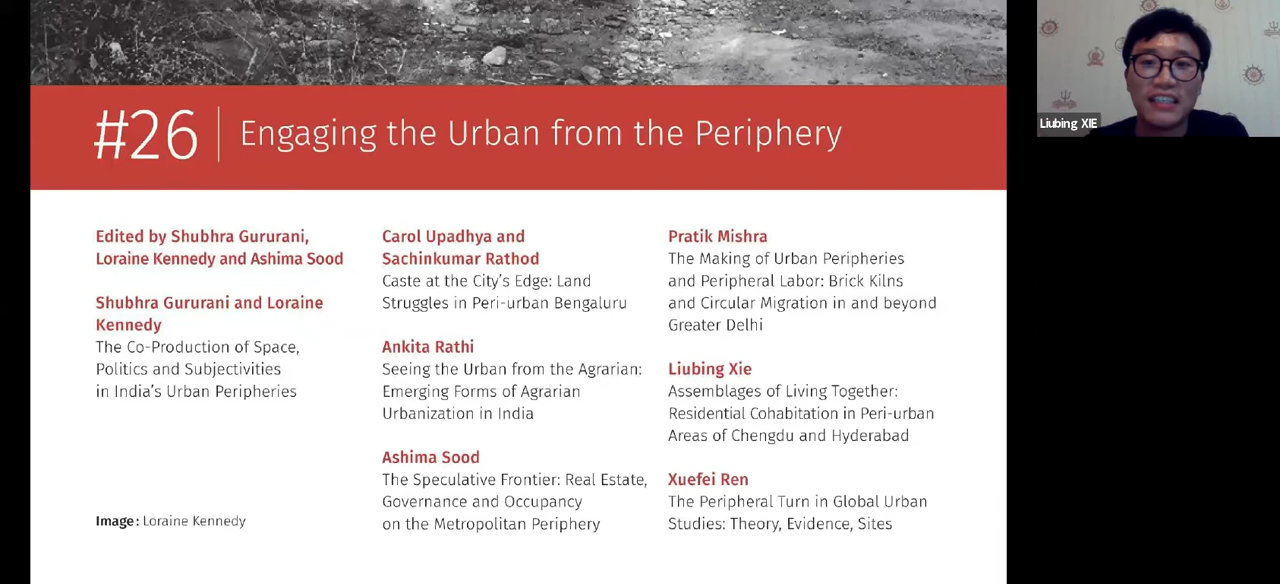 #26
Engaging the Urban from the Periphery
Edited by Shubhra Gururani,
Loraine Kennedy and Ashima Sood
Shubhra Gururani and Loraine
Kennedy
The Co-Production of Space,
Politics and Subjectivities
in India's Urban Peripheries
Image: Loraine Kennedy
Carol Upadhya and
Sachinkumar Rathod
Caste at the City's Edge: Land
Struggles in Peri-urban Bengaluru
Ankita Rathi
Seeing the Urban from the Agrarian:
Emerging Forms of Agrarian
Urbanization in India
Ashima Sood
The Speculative Frontier: Real Estate,
Governance and Occupancy
on the Metropolitan Periphery
Pratik Mishra
The Making of Urban Peripheries
and Peripheral Labor: Brick Kilns
and Circular Migration in and beyond
Greater Delhi
Liubing Xie
Assemblages of Living Together:
Residential Cohabitation in Peri-urban
Areas of Chengdu and Hyderabad
Xuefei Ren
The Peripheral Turn in Global Urban
Studies: Theory, Evidence, Sites
Liubing XIE